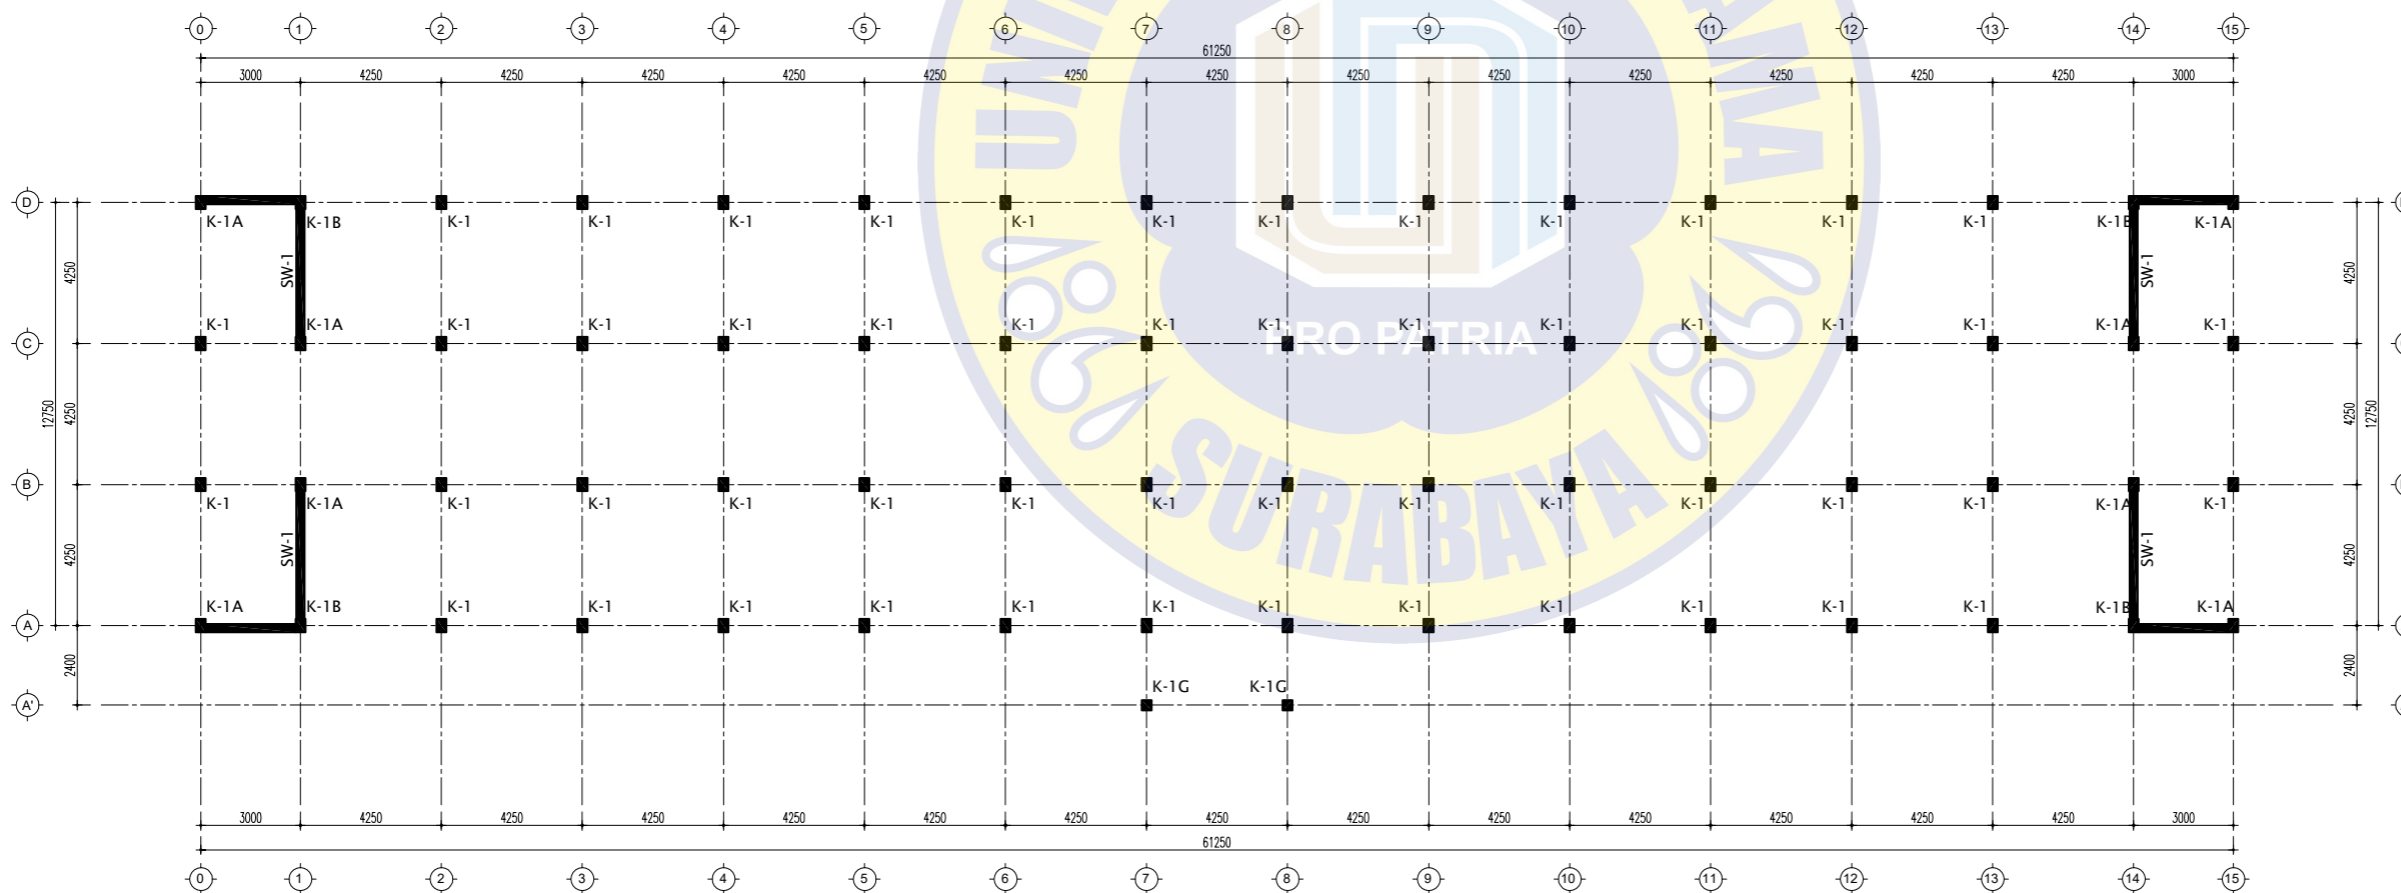 0 1 2 3 4 5 6 7 8 9 10 11 12 13 14 15
61250
3000 4250 4250 4250 4250 4250 4250 4250 4250 4250 4250 4250 4250 4250 3000
D
K-1A K-1B K-1 K-1 K-1 K-1 K-1 K-1 K-1 K-1 K-1 K-1 K-1 K-1 K-1B K-1A
4250 SW-1 SW-1 4250
K-1 K-1A K-1 K-1 K-1 K-1 K-1 K-1 K-1 K-1 K-1 K-1 K-1 K-1 K-1A K-1
C
PRO PATRIA
12750 4250 4250 12750
B
K-1 K-1A K-1 K-1 K-1 K-1 K-1 K-1 K-1 K-1 K-1 K-1 K-1 K-1 K-1A K-1
SURABAYA
4250 SW-1 SW-1 4250
K-1A K-1B K-1 K-1 K-1 K-1 K-1 K-1 K-1 K-1 K-1 K-1 K-1 K-1 K-1B K-1A
A
2400 2400
K-1G K-1G
A'
3000 4250 4250 4250 4250 4250 4250 4250 4250 4250 4250 4250 4250 4250 3000
61250
0 1 2 3 4 5 6 7 8 9 10 11 12 13 14 15